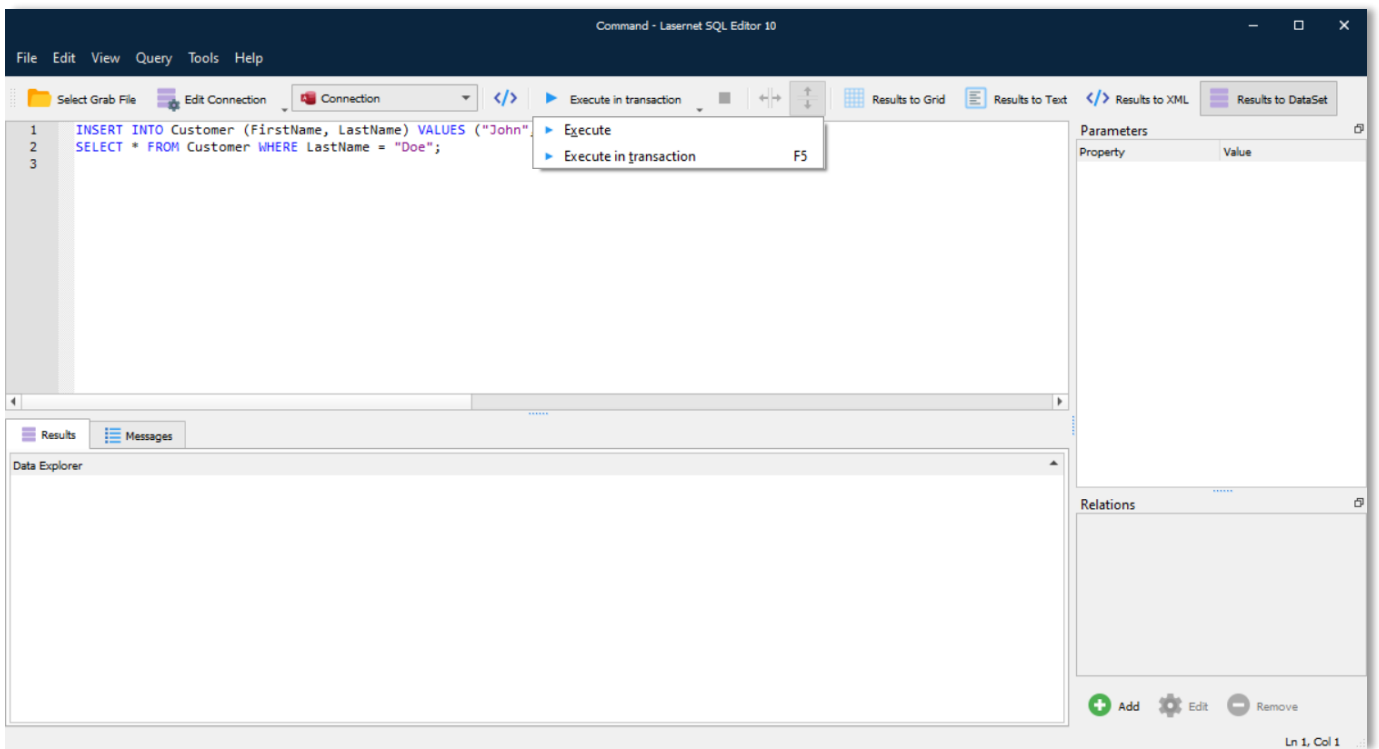 Command - Lasernet SQL Editor 10
File Edit View Query Tools Help
Select Grab File Edit Connection Connection </> Execute in transaction Results to Grid Results to Text </> Results to XML Results to DataSet
1 INSERT INTO Customer (FirstName, LastName) VALUES ("John"
2 SELECT * FROM Customer WHERE LastName = "Doe";
3
Execute
Execute in transaction F5
Parameters
Property Value
Results Messages
Data Explorer
Relations
Add Edit Remove
Ln 1, Col 1